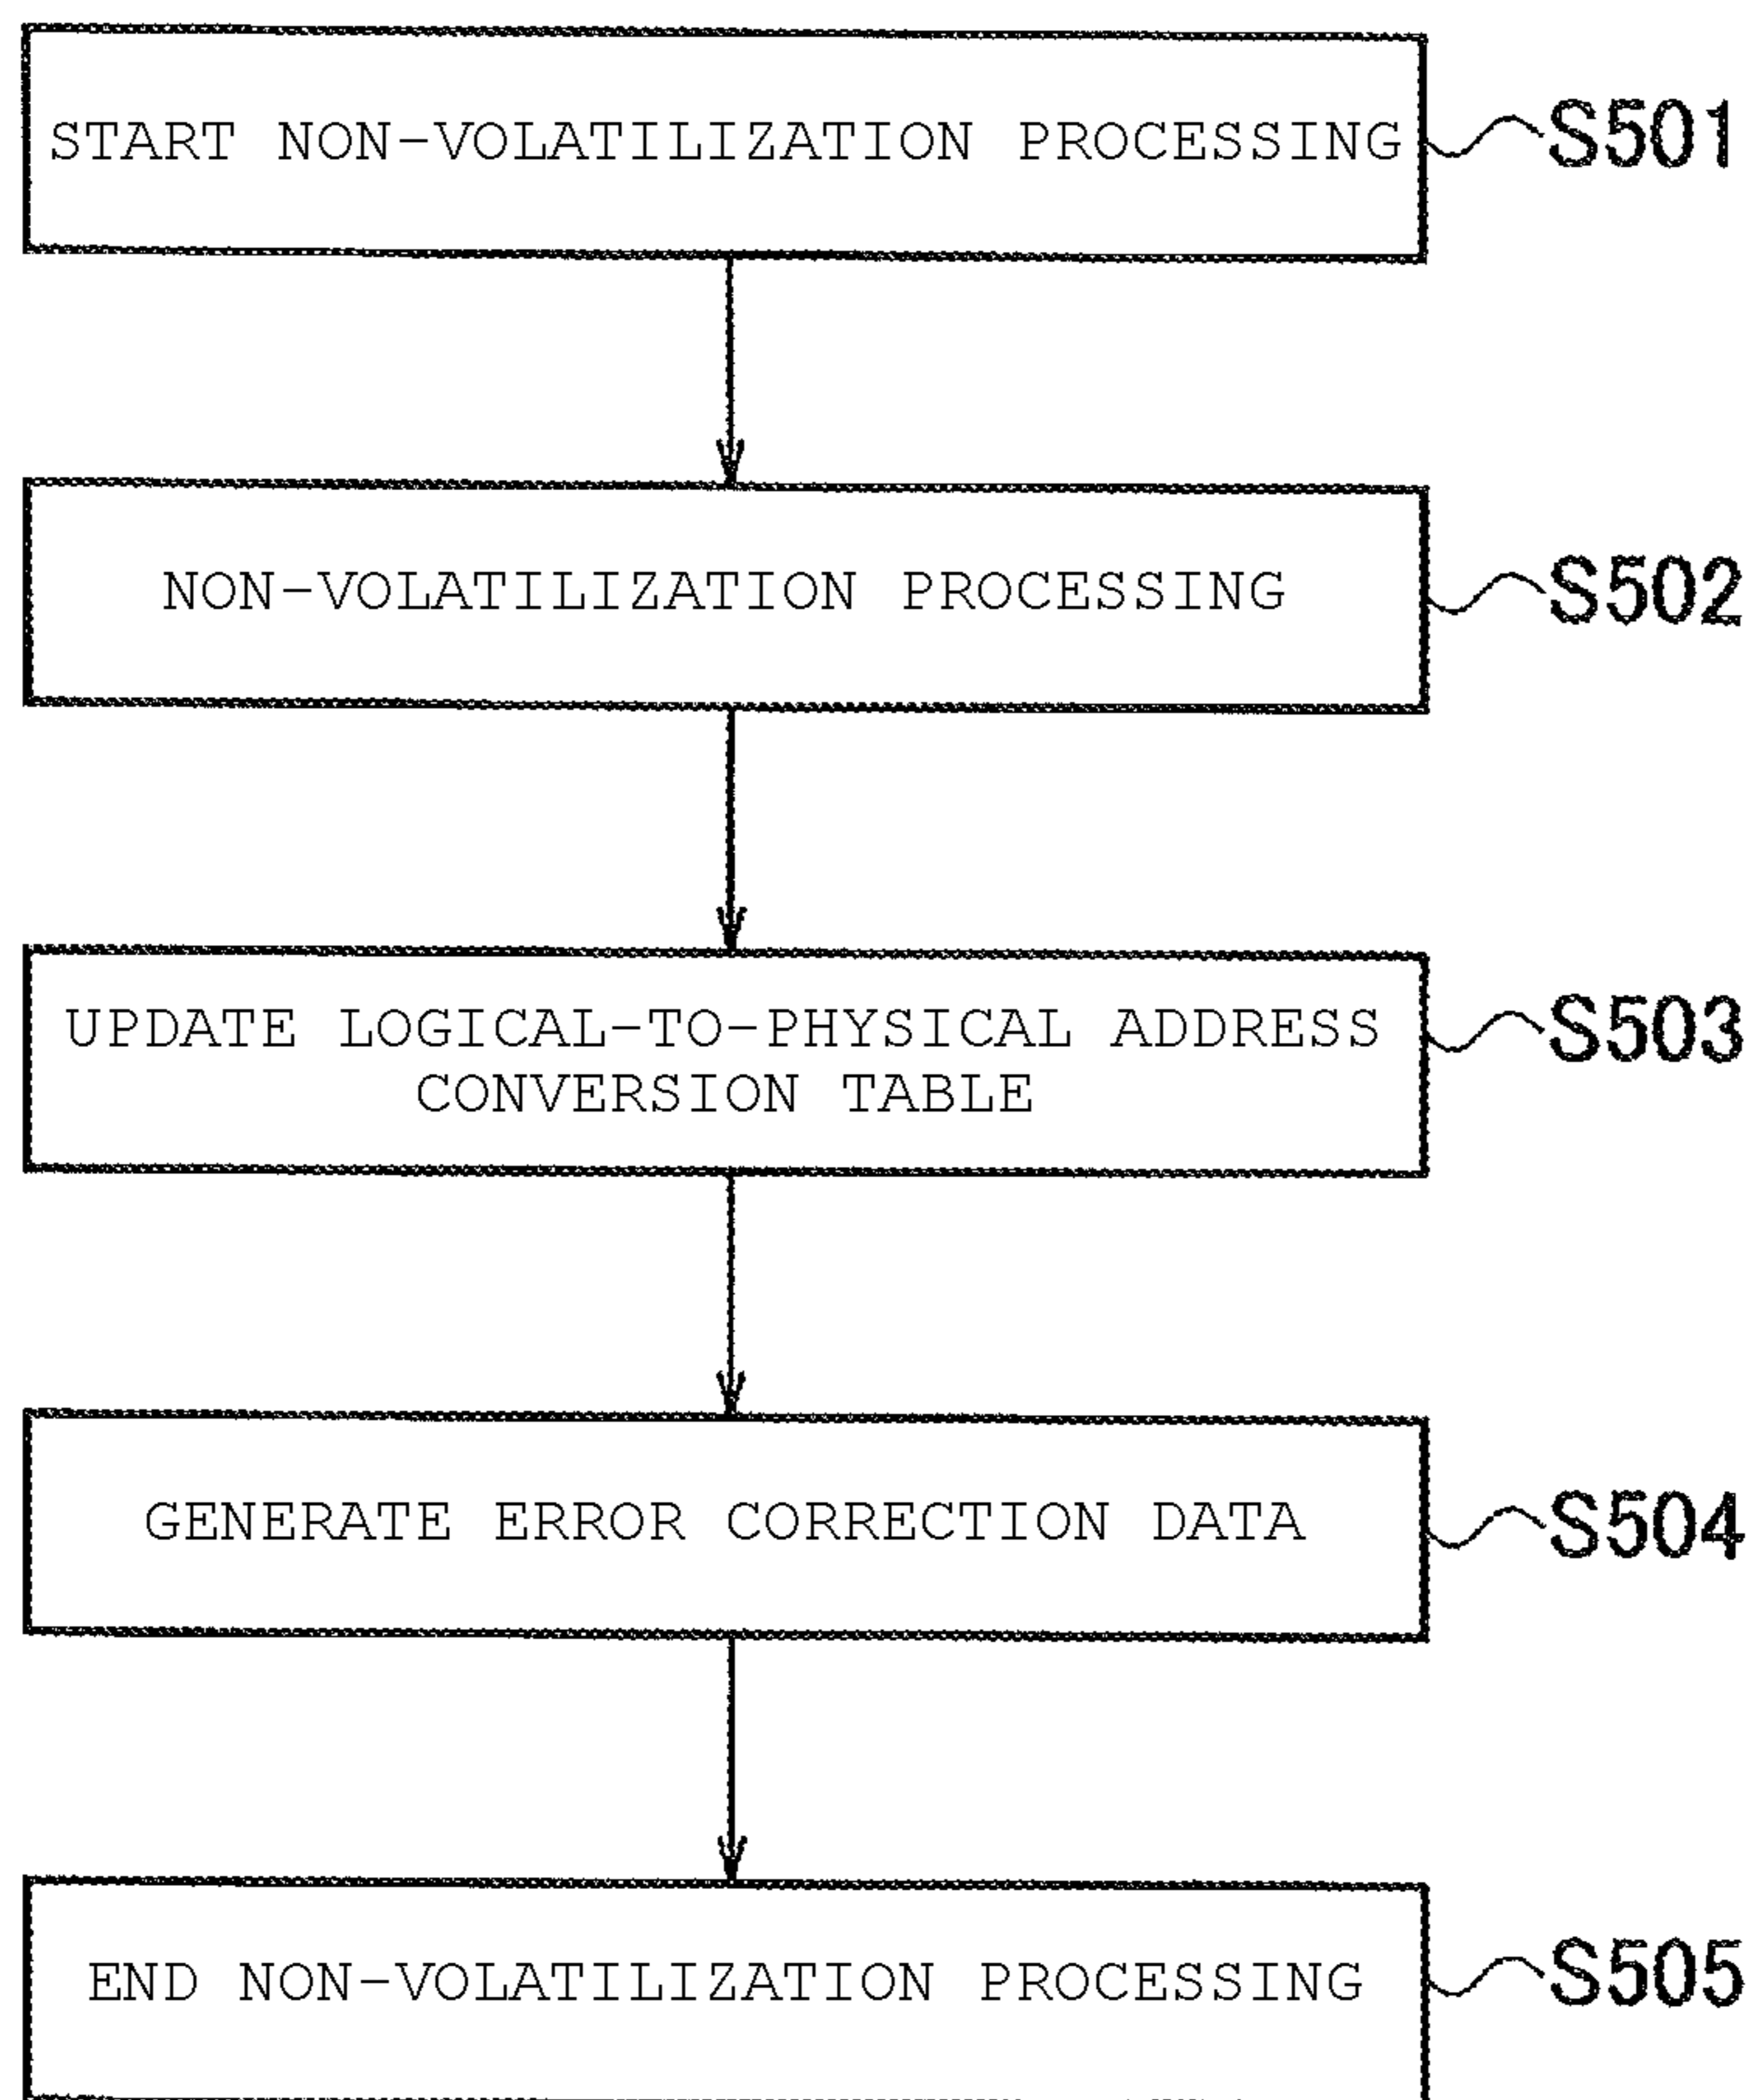 START NON-VOLATILIZATION PROCESSING
S501
NON-VOLATILIZATION PROCESSING
S502
UPDATE LOGICAL-TO-PHYSICAL ADDRESS
CONVERSION TABLE
S503
GENERATE ERROR CORRECTION DATA
S504
END NON-VOLATILIZATION PROCESSING
S505